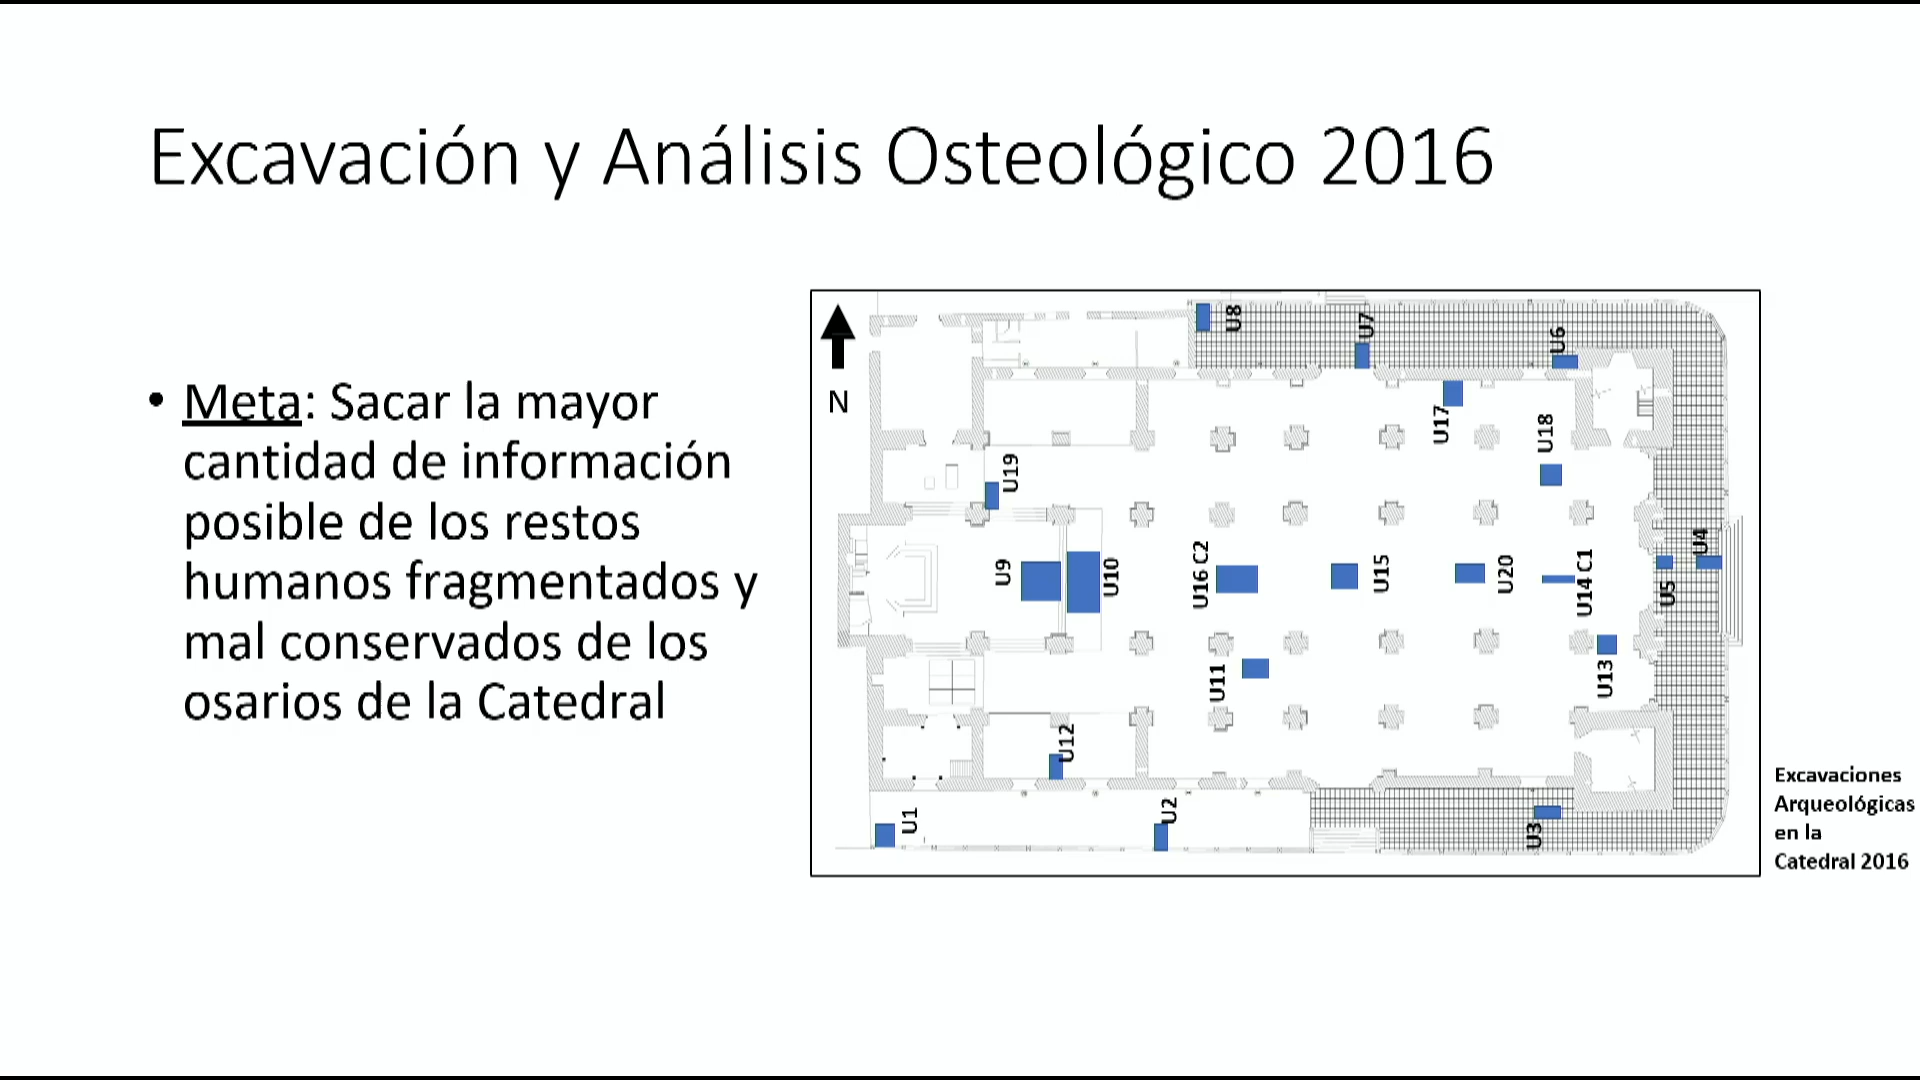 Excavación y Análisis Osteológico 2016
• Meta: Sacar la mayor
cantidad de información
posible de los restos
humanos fragmentados y
mal conservados de los
osarios de la Catedral
N
U8
U7
U6
U17
U18
U19
U9
U10
U16 C2
U15
U20
U14 C1
U5
U4
U11
U13
U12
U1
U2
U3
Excavaciones
Arqueológicas
en la
Catedral 2016